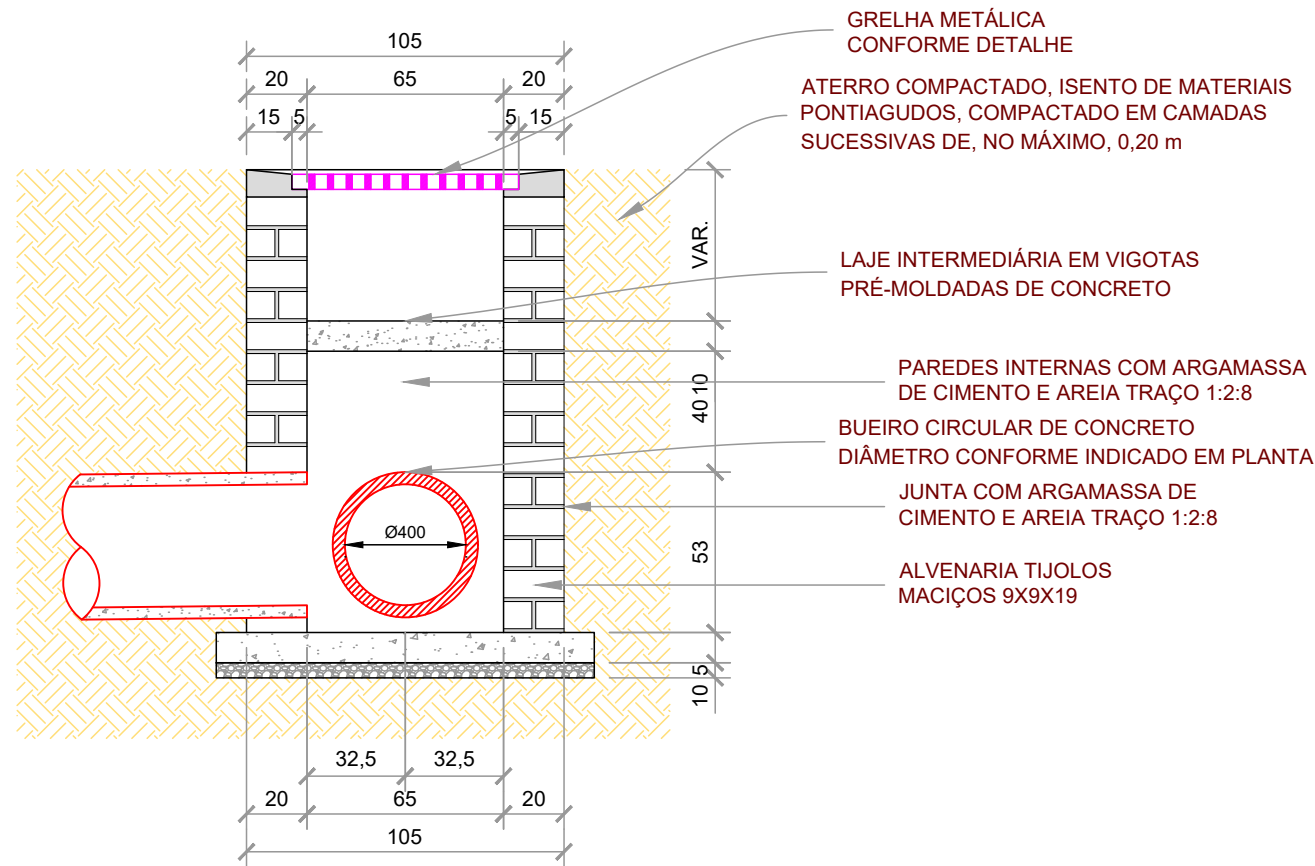 GRELHA METÁLICA
CONFORME DETALHE
105
20 65 20
15 5 5 15
ATERRO COMPACTADO, ISENTO DE MATERIAIS
PONTIAGUDOS, COMPACTADO EM CAMADAS
SUCESSIVAS DE, NO MÁXIMO, 0,20 m
VAR.
LAJE INTERMEDIÁRIA EM VIGOTAS
PRÉ-MOLDADAS DE CONCRETO
10
PAREDES INTERNAS COM ARGAMASSA
DE CIMENTO E AREIA TRAÇO 1:2:8
40
BUEIRO CIRCULAR DE CONCRETO
DIÂMETRO CONFORME INDICADO EM PLANTA
JUNTA COM ARGAMASSA DE
CIMENTO E AREIA TRAÇO 1:2:8
Ø400
53
ALVENARIA TIJOLOS
MACIÇOS 9X9X19
5
10
32,5 32,5
20 65 20
105